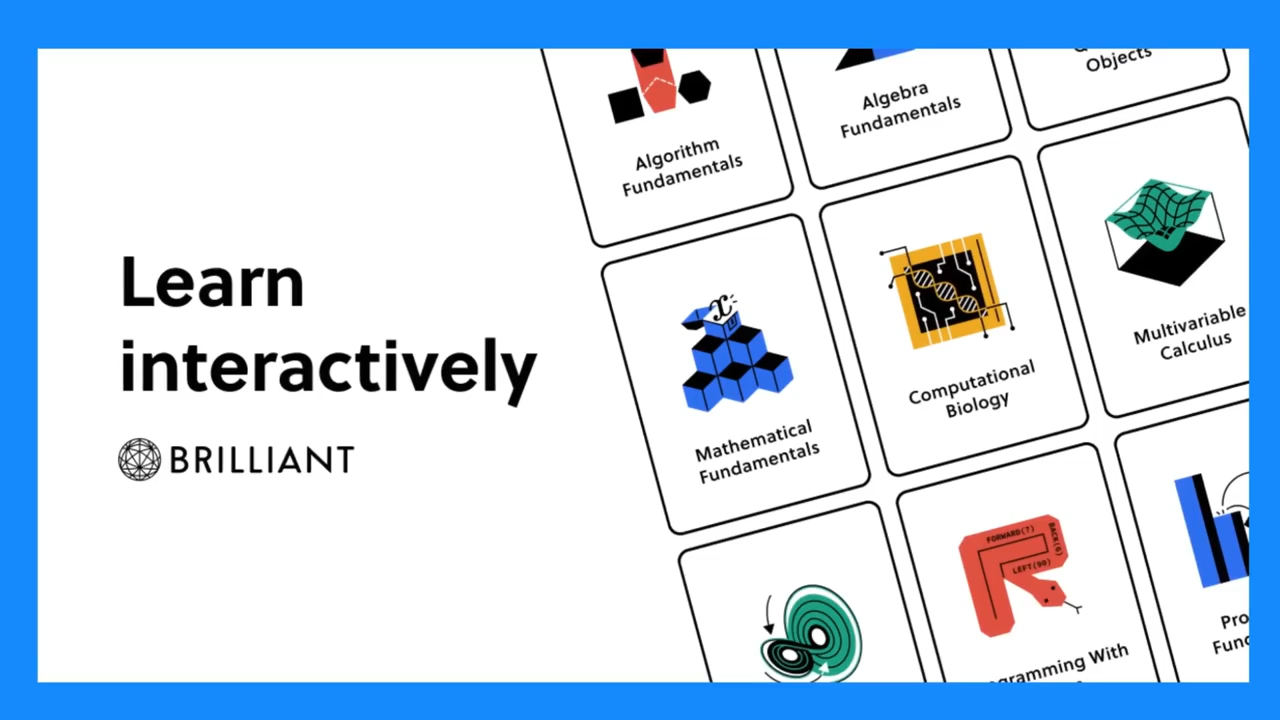 Learn
interactively
BRILLIANT
Algorithm
Fundamentals
Algebra
Fundamentals
Objects
x
Mathematical
Fundamentals
Computational
Biology
Multivariable
Calculus
FORWARD(7)
BACK(6)
LEFT(90)